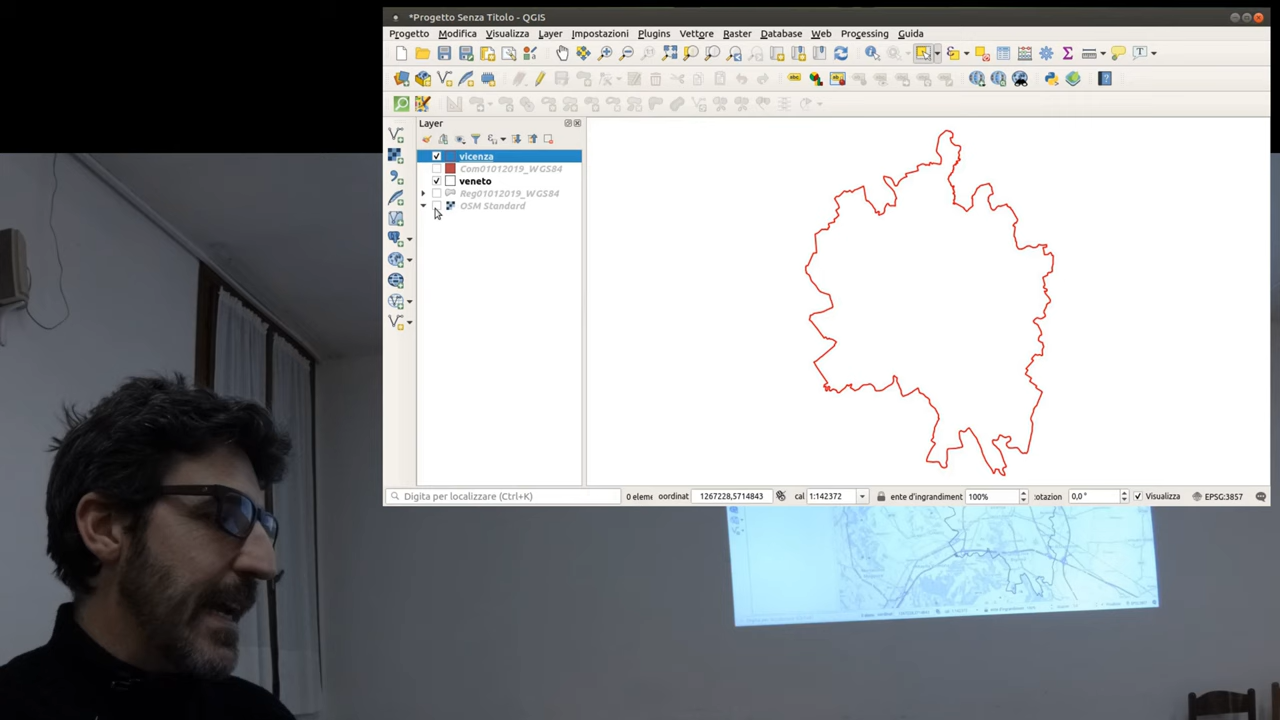 *Progetto Senza Titolo - QGIS
Progetto Modifica Visualizza Layer Impostazioni Plugins Vettore Raster Database Web Processing Guida
Layer
vicenza
Com01012019_WGS84
veneto
Reg01012019_WGS84
OSM Standard
Digita per localizzare (Ctrl+K) 0 eleme oordinat 1267228,5714843 cal 1:142372 ente d'ingrandimento 100% :otazion 0,0 ° Visualizza EPSG:3857